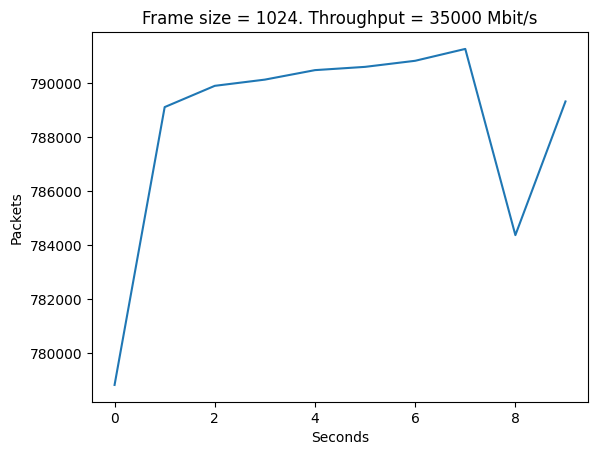 Frame size = 1024. Throughput = 35000 Mbit/s
790000
788000
786000
784000
782000
780000
Packets
0 2 4 6 8
Seconds